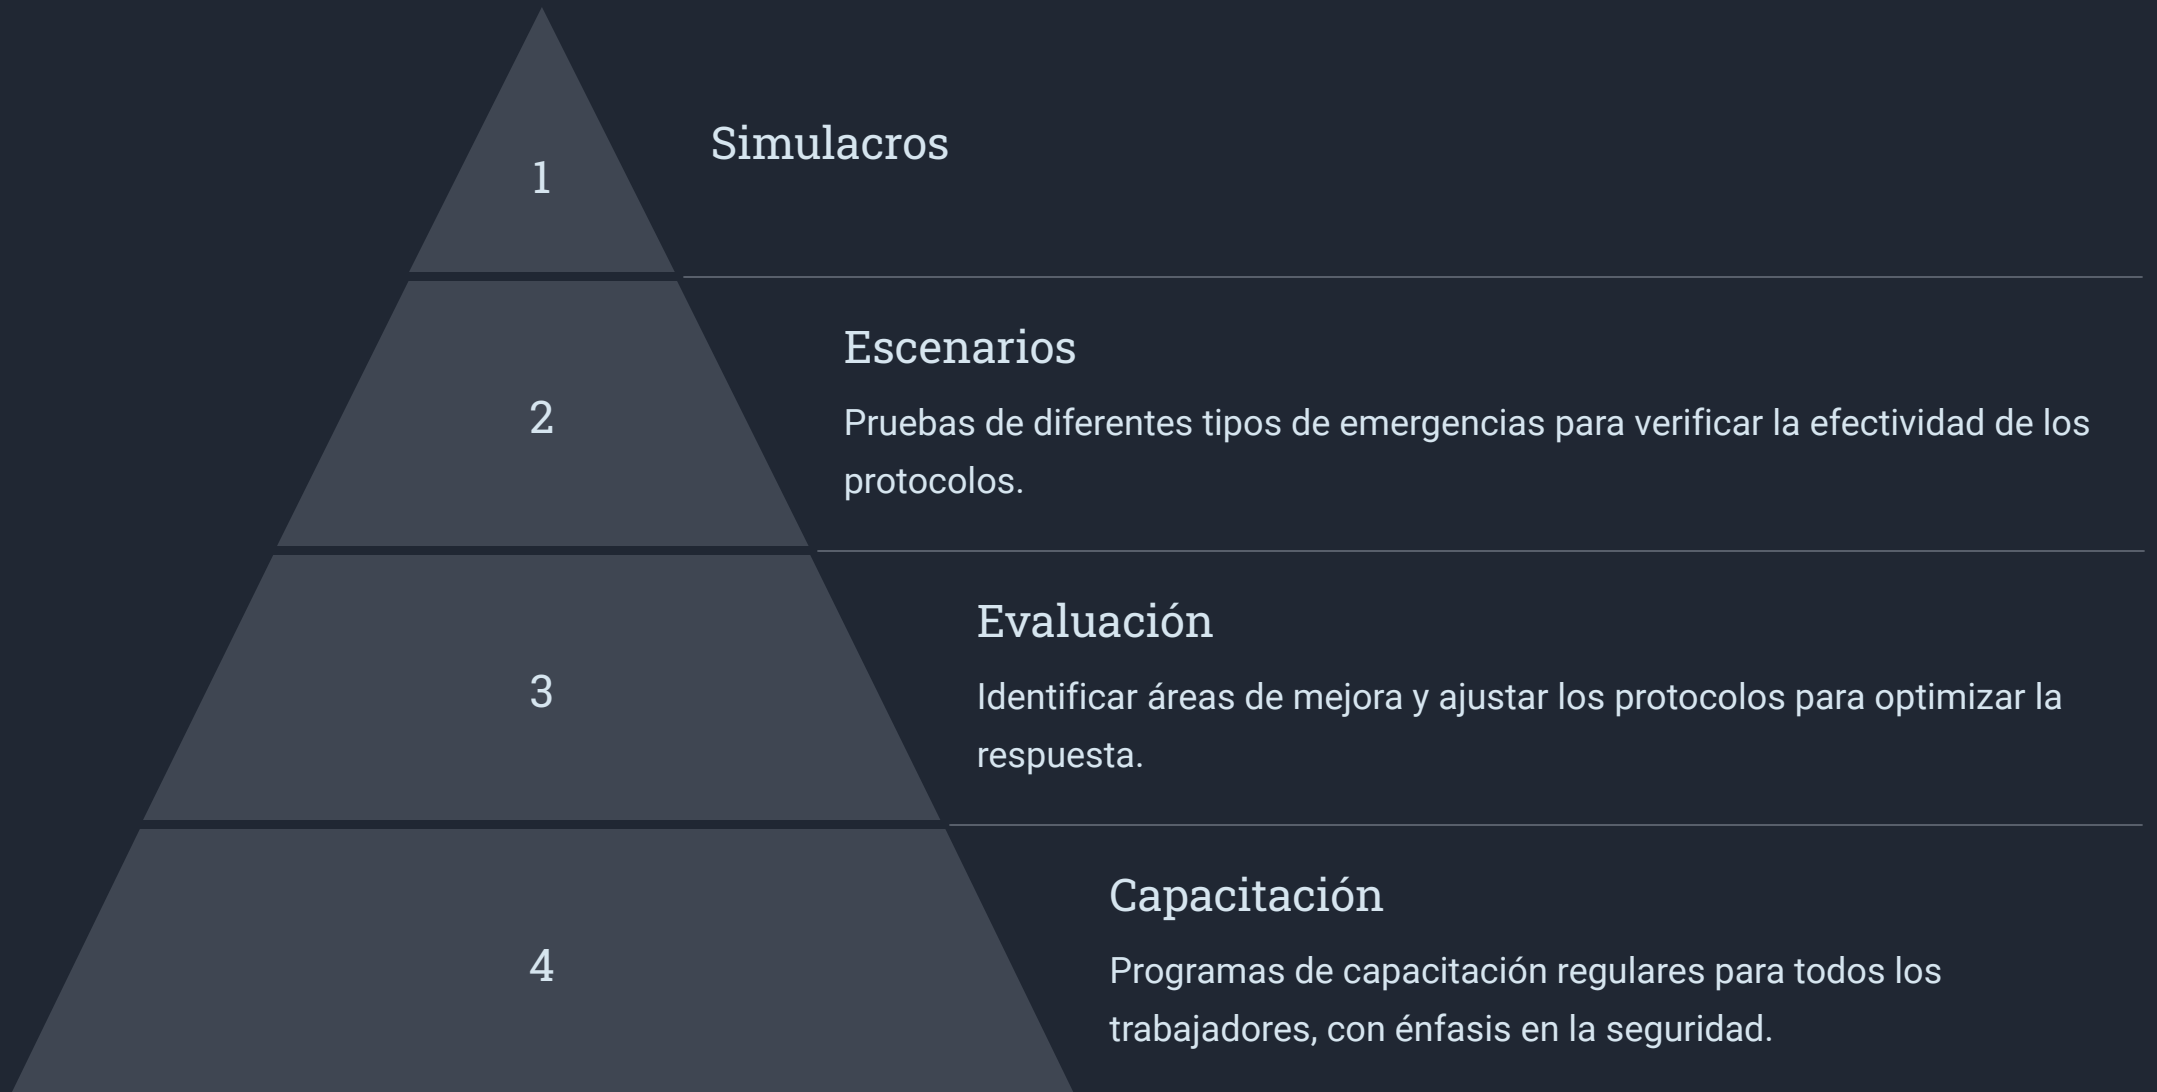 1
Simulacros
2
Escenarios
Pruebas de diferentes tipos de emergencias para verificar la efectividad de los
protocolos.
3
Evaluación
Identificar áreas de mejora y ajustar los protocolos para optimizar la
respuesta.
4
Capacitación
Programas de capacitación regulares para todos los
trabajadores, con énfasis en la seguridad.